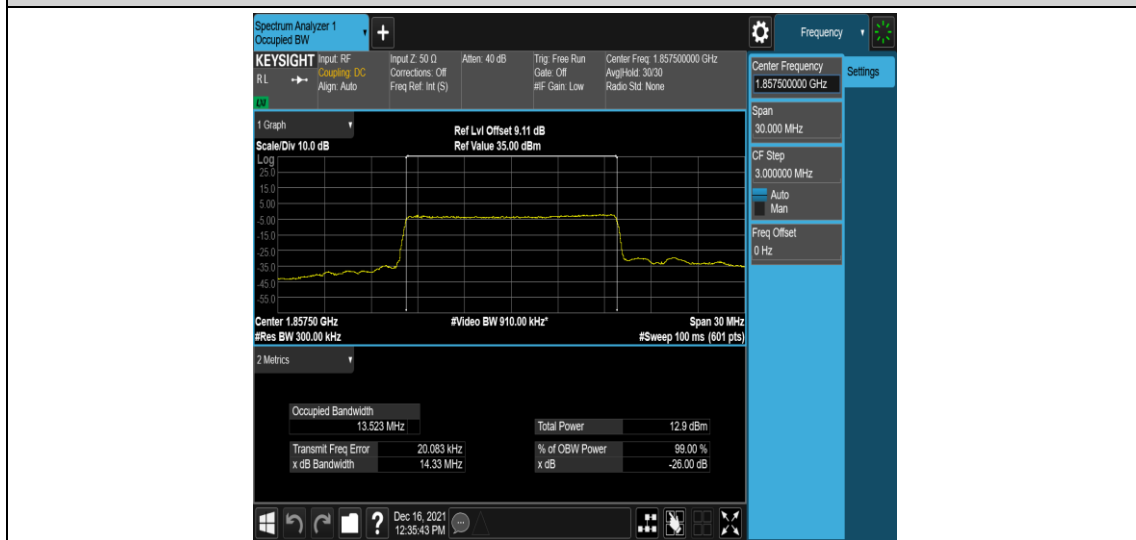 Spectrum Analyzer 1
Occupied BW
+
Frequency
KEYSIGHT
RL
LXI
Input: RF
Coupling: DC
Align: Auto
Input Z: 50 Ω
Corrections: Off
Freq Ref: Int (S)
Atten: 40 dB
Trig: Free Run
Gate: Off
#IF Gain: Low
Center Freq: 1.857500000 GHz
Avg|Hold: 30/30
Radio Std: None
Center Frequency
1.857500000 GHz
Settings
Span
30.000 MHz
CF Step
3.000000 MHz
Auto
Man
Freq Offset
0 Hz
1 Graph
Scale/Div 10.0 dB
Ref Lvl Offset 9.11 dB
Ref Value 35.00 dBm
Log
25.0
15.0
5.00
-5.00
-15.0
-25.0
-35.0
-45.0
-55.0
Center 1.85750 GHz
#Video BW 910.00 kHz*
Span 30 MHz
#Res BW 300.00 kHz
#Sweep 100 ms (601 pts)
2 Metrics
Occupied Bandwidth
13.523 MHz
Total Power 12.9 dBm
Transmit Freq Error 20.083 kHz
% of OBW Power 99.00 %
x dB Bandwidth 14.33 MHz
x dB -26.00 dB
?
Dec 16, 2021
12:35:43 PM